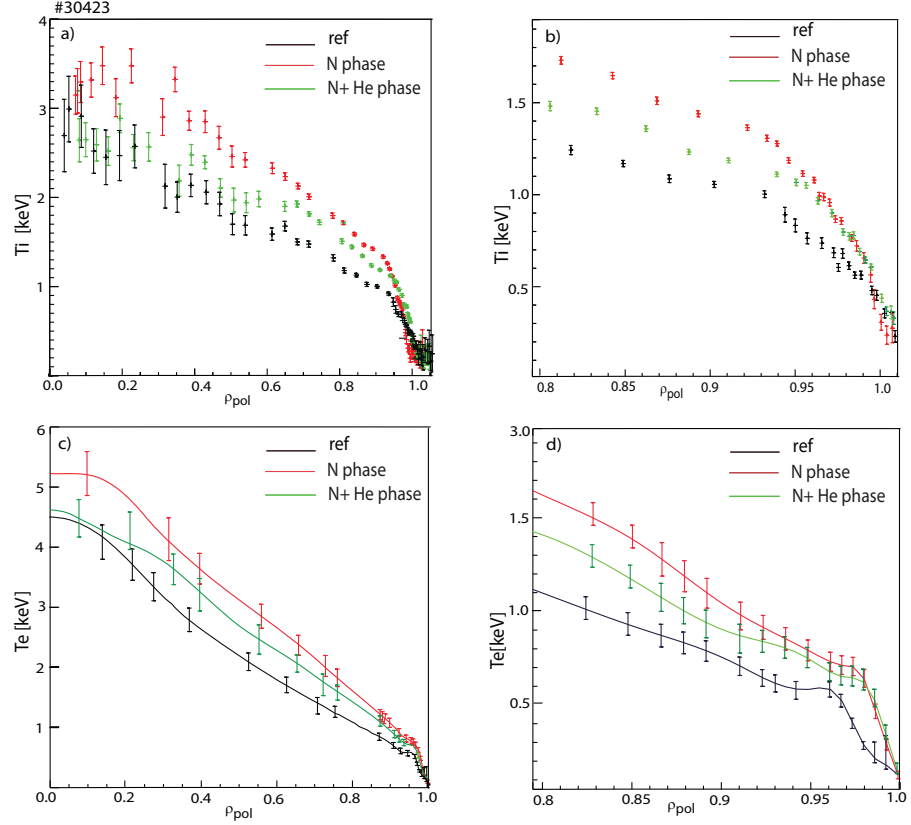 #30423
a)
ref
N phase
N+ He phase
Ti [keV]
4
3
2
1
0.0 0.2 0.4 0.6 0.8 1.0
ρpol
b)
ref
N phase
N+ He phase
Ti [keV]
1.5
1.0
0.5
0.8 0.85 0.9 0.95 1.0
ρpol
c)
ref
N phase
N+ He phase
Te [keV]
6
5
4
3
2
1
0
0.0 0.2 0.4 0.6 0.8 1.0
ρpol
d)
ref
N phase
N+ He phase
Te[keV]
3.0
1.5
1.0
0.5
0.8 0.85 0.9 0.95 1.0
ρpol